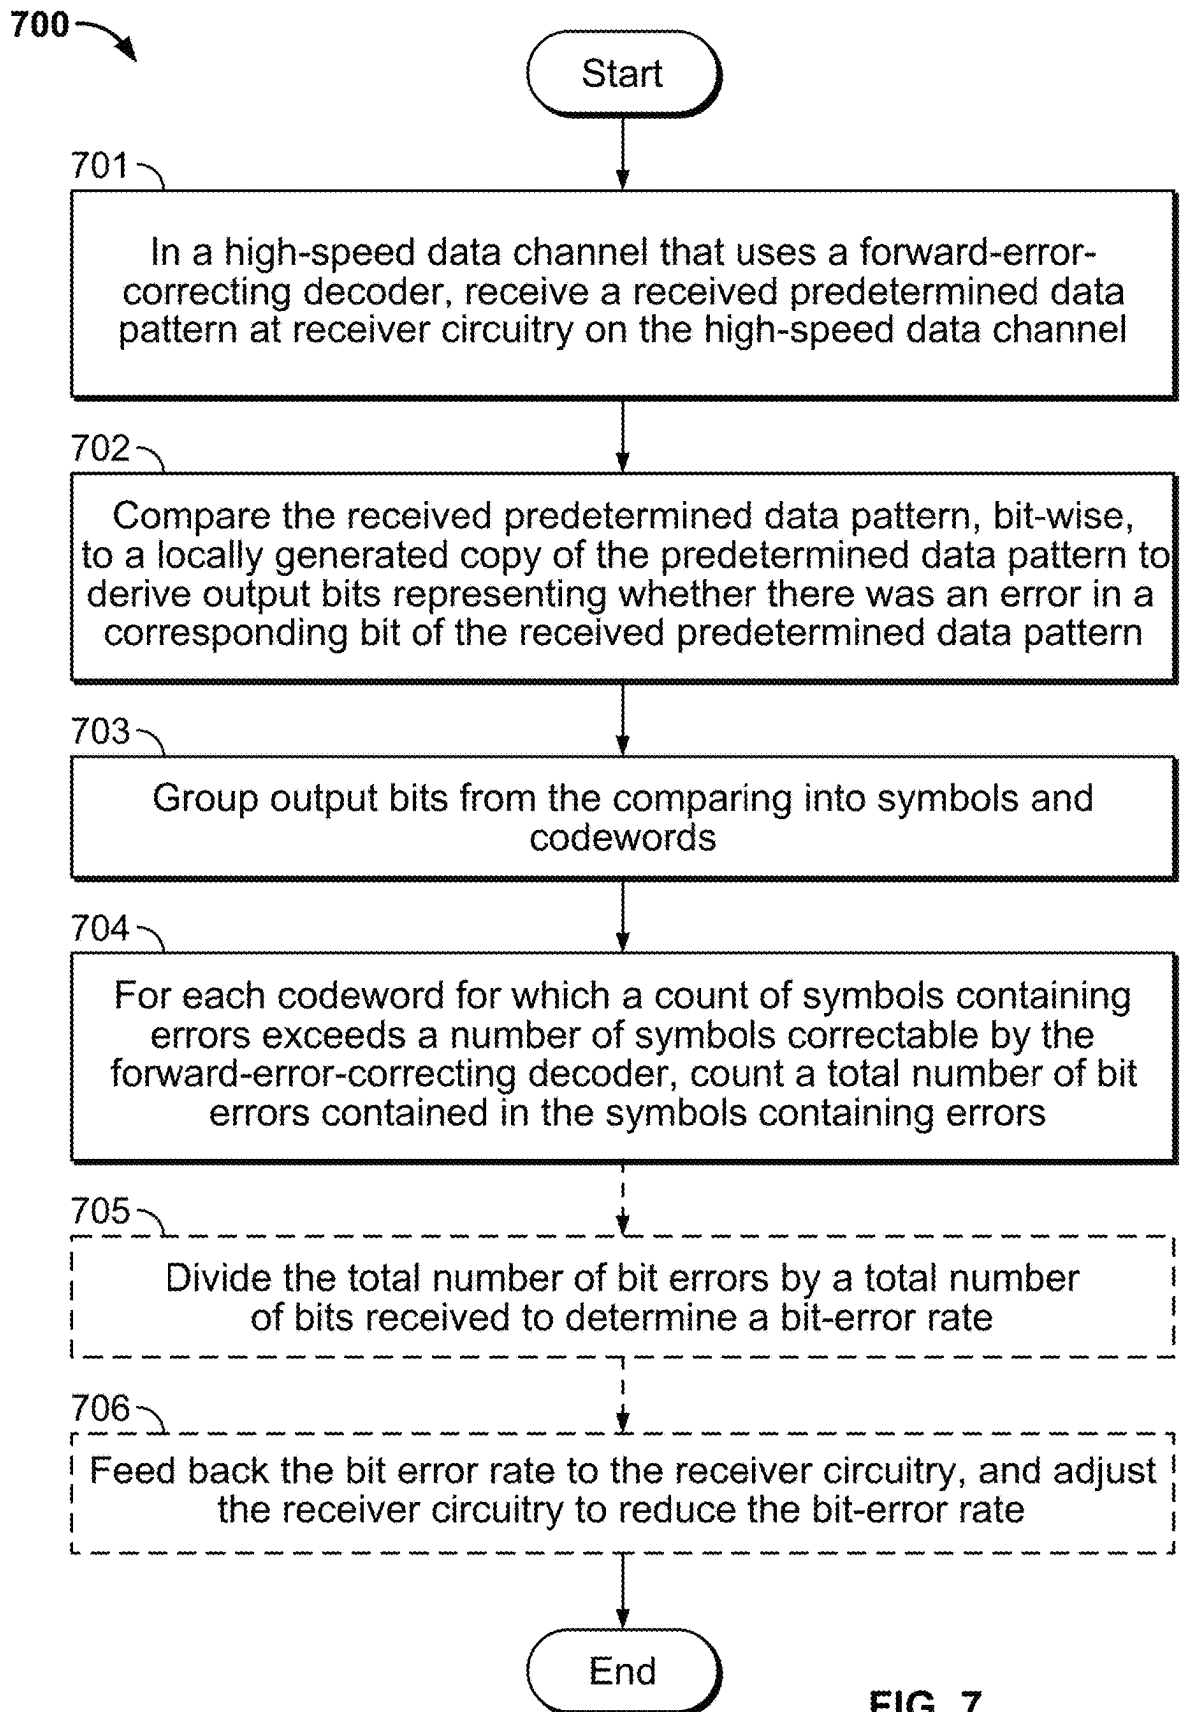 700
Start
701
In a high-speed data channel that uses a forward-error-
correcting decoder, receive a received predetermined data
pattern at receiver circuitry on the high-speed data channel
702
Compare the received predetermined data pattern, bit-wise,
to a locally generated copy of the predetermined data pattern to
derive output bits representing whether there was an error in a
corresponding bit of the received predetermined data pattern
703
Group output bits from the comparing into symbols and
codewords
704
For each codeword for which a count of symbols containing
errors exceeds a number of symbols correctable by the
forward-error-correcting decoder, count a total number of bit
errors contained in the symbols containing errors
705
Divide the total number of bit errors by a total number
of bits received to determine a bit-error rate
706
Feed back the bit error rate to the receiver circuitry, and adjust
the receiver circuitry to reduce the bit-error rate
End
FIG. 7